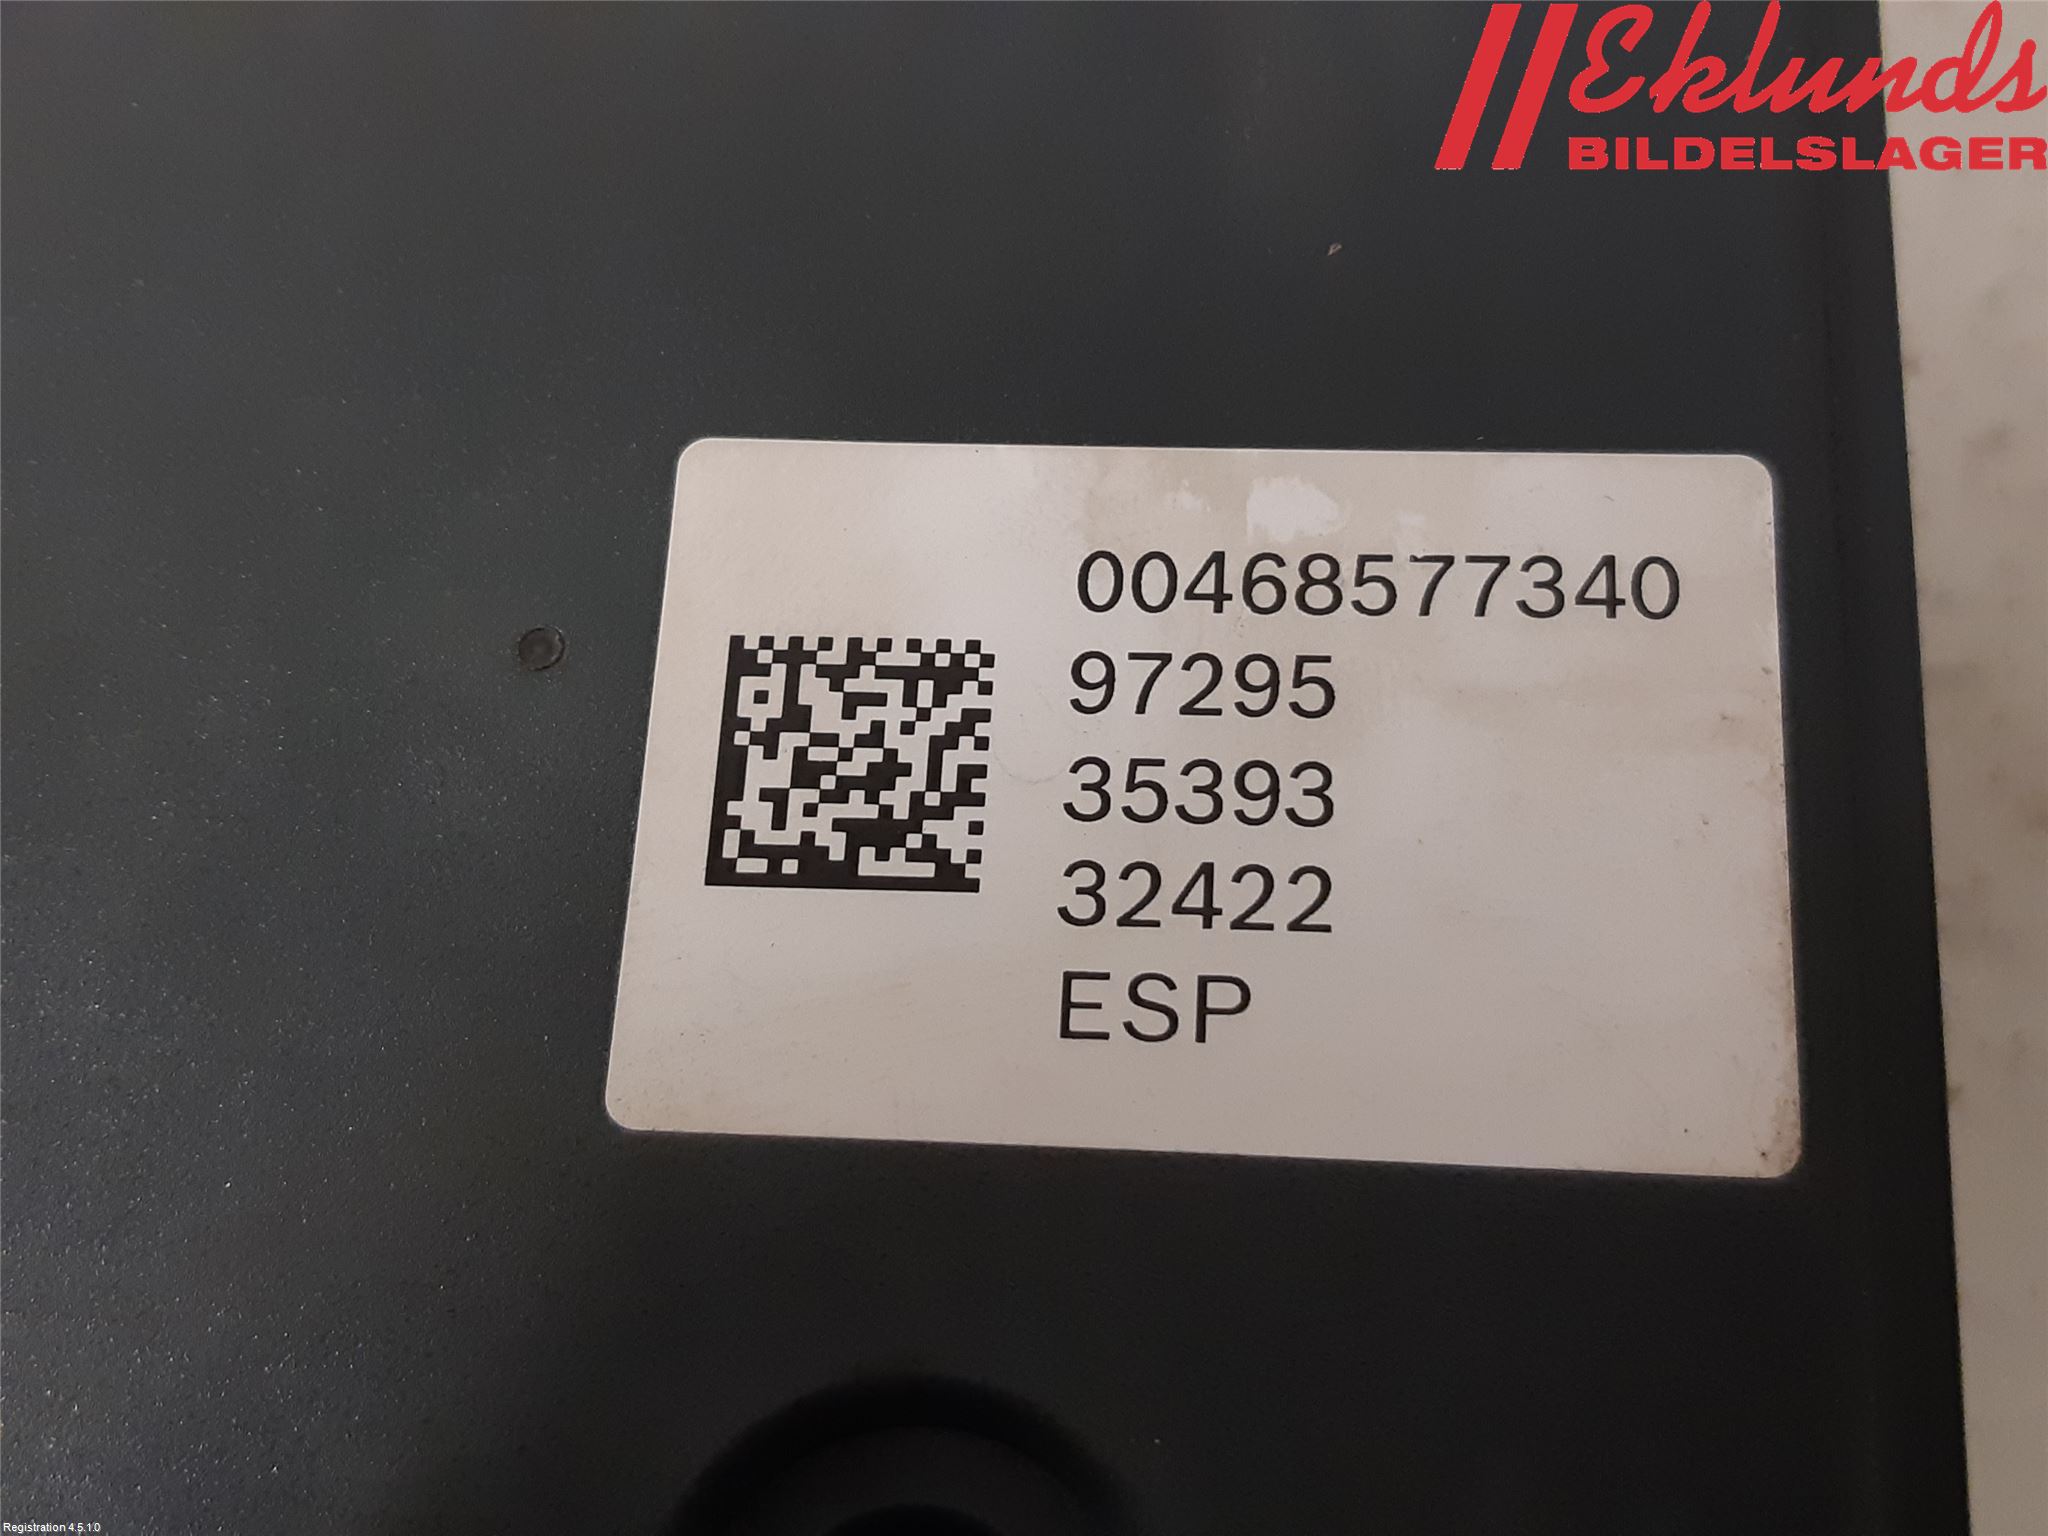 Eklunds
BILDELSLAGER
00468577340
97295
35393
32422
ESP
Registration 4.5.1.0